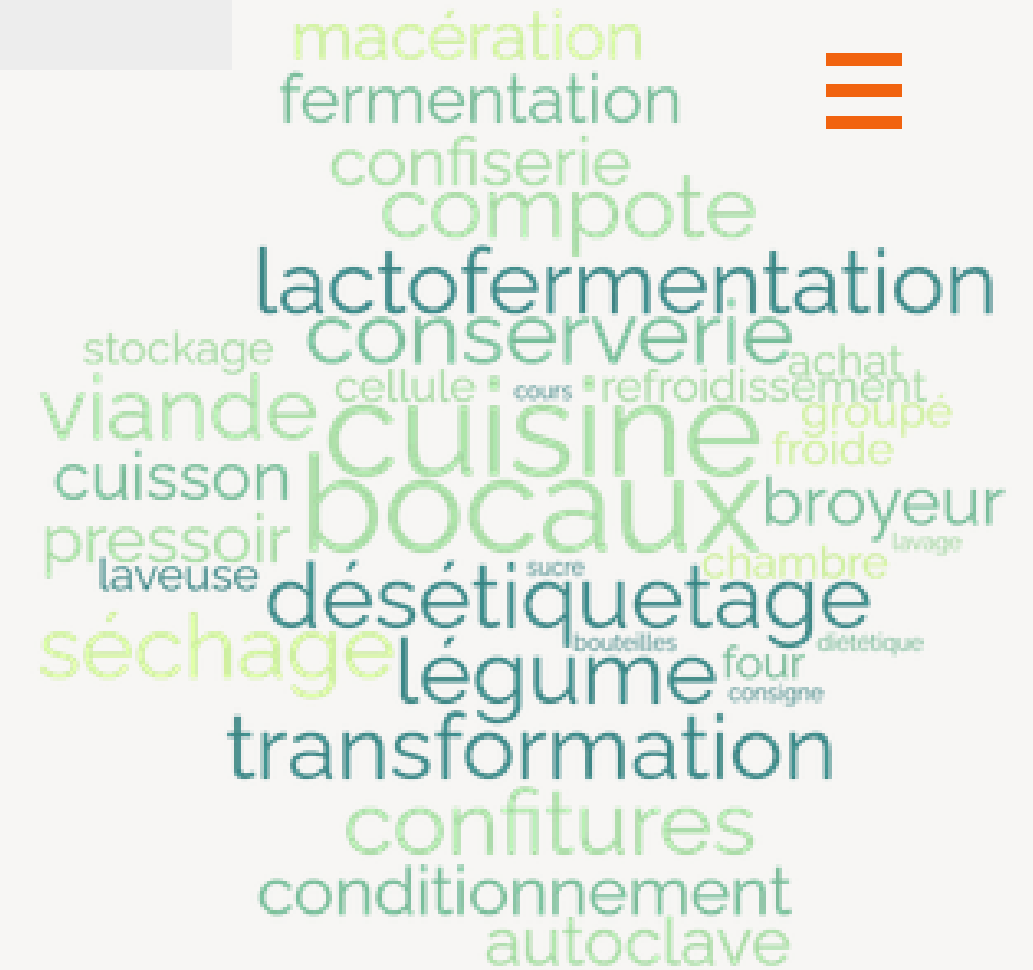 macération
fermentation
confiserie
compote
lactofermentation
conserverie
stockage
achat
cellule
cours
refroidissement
viande
cuisine
groupé
froide
cuisson
bocaux
broyeur
pressoir
lavage
chambre
laveuse
sucre
désétiquetage
séchage
bouteilles
diététique
légume
four
consigne
transformation
confitures
conditionnement
autoclave